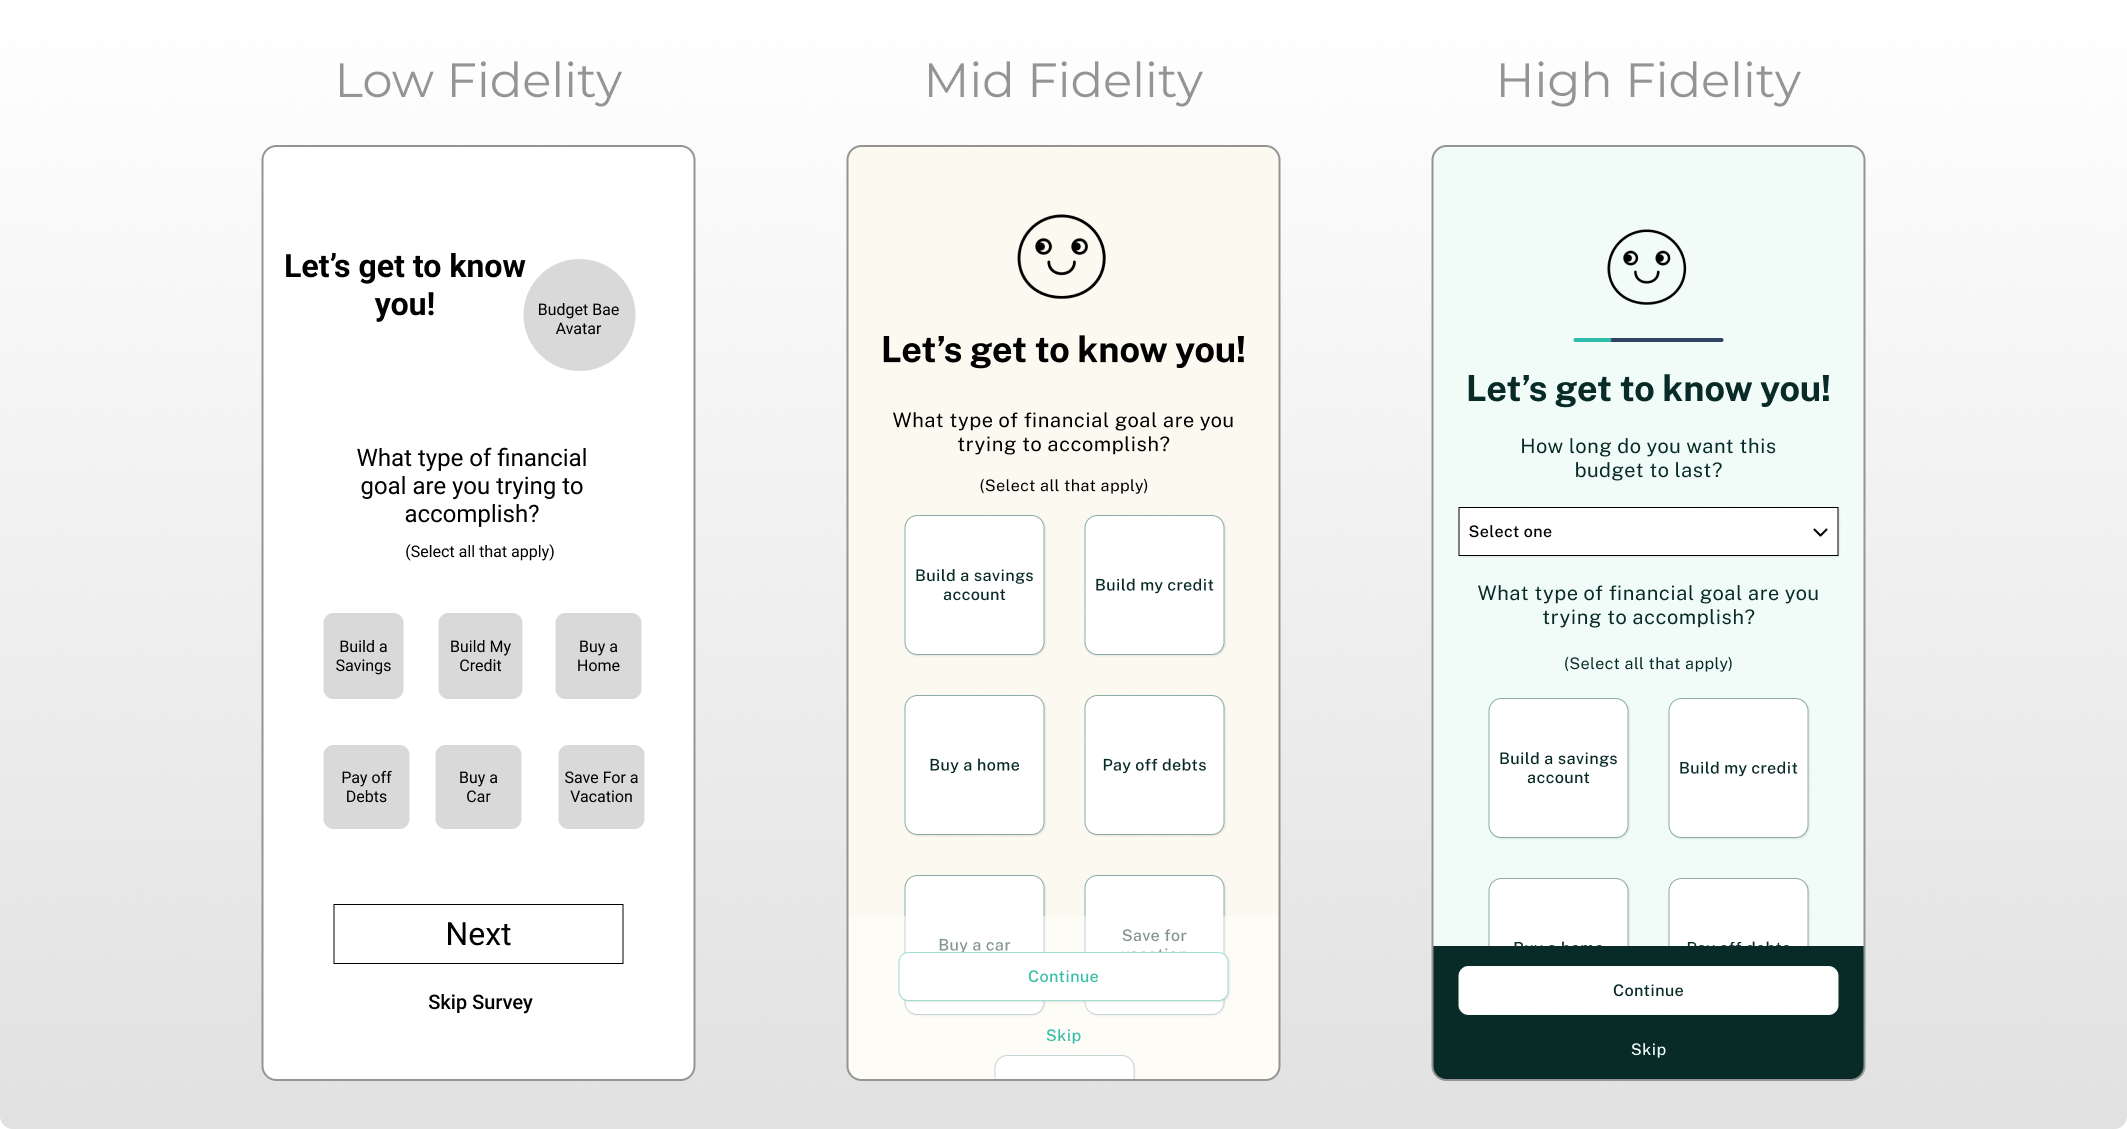 Low Fidelity
Let's get to know
you!
Budget Bae
Avatar
What type of financial
goal are you trying to
accomplish?
(Select all that apply)
Build a
Savings
Build My
Credit
Buy a
Home
Pay off
Debts
Buy a
Car
Save For a
Vacation
Next
Skip Survey
Mid Fidelity
Let's get to know you!
What type of financial goal are you
trying to accomplish?
(Select all that apply)
Build a savings
account
Build my credit
Buy a home
Pay off debts
Buy a car
Save for
Continue
Skip
High Fidelity
Let's get to know you!
How long do you want this
budget to last?
Select one
What type of financial goal are you
trying to accomplish?
(Select all that apply)
Build a savings
account
Build my credit
Buy a home
Pay off debts
Continue
Skip